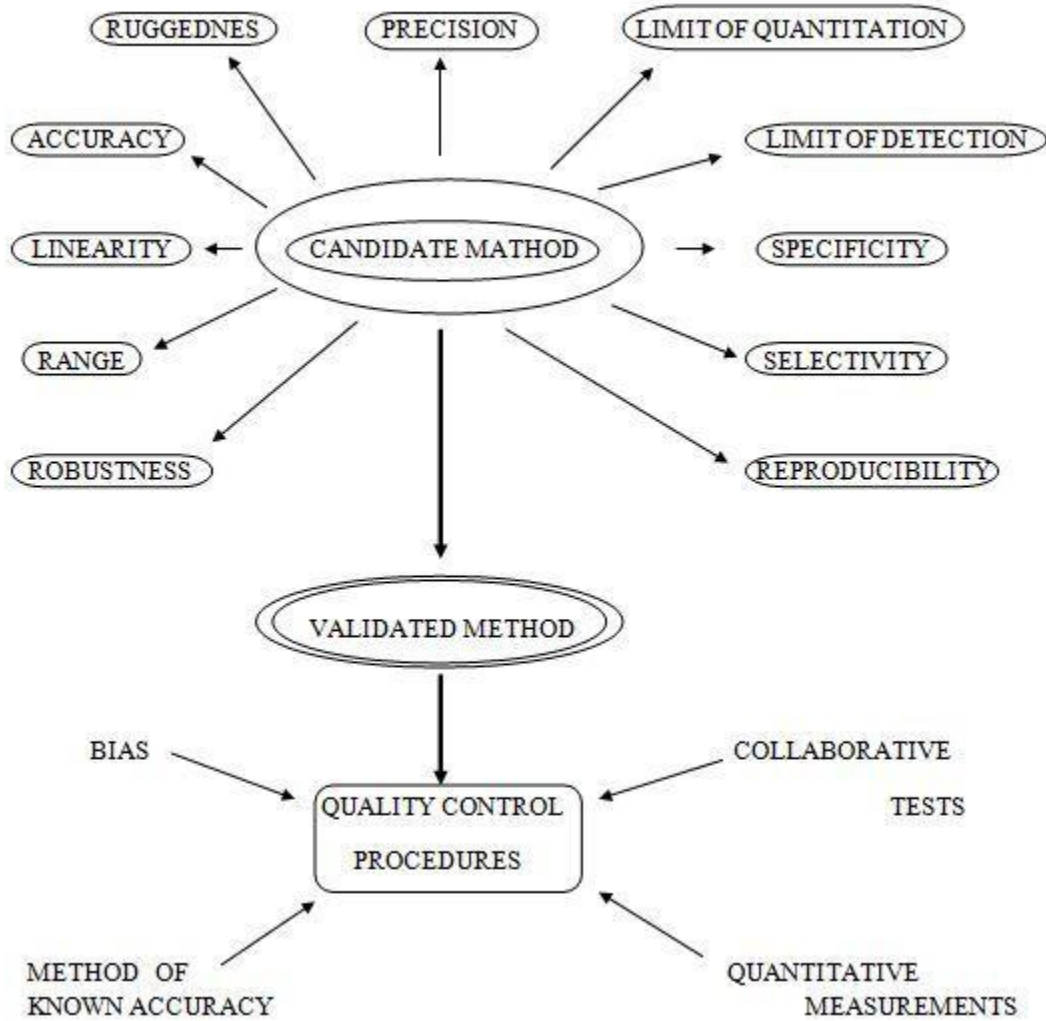 RUGGEDNES
PRECISION
LIMIT OF QUANTITATION
ACCURACY
LIMIT OF DETECTION
LINEARITY
CANDIDATE MATHOD
SPECIFICITY
RANGE
SELECTIVITY
ROBUSTNESS
REPRODUCIBILITY
VALIDATED METHOD
BIAS
COLLABORATIVE
TESTS
QUALITY CONTROL
PROCEDURES
METHOD OF
KNOWN ACCURACY
QUANTITATIVE
MEASUREMENTS